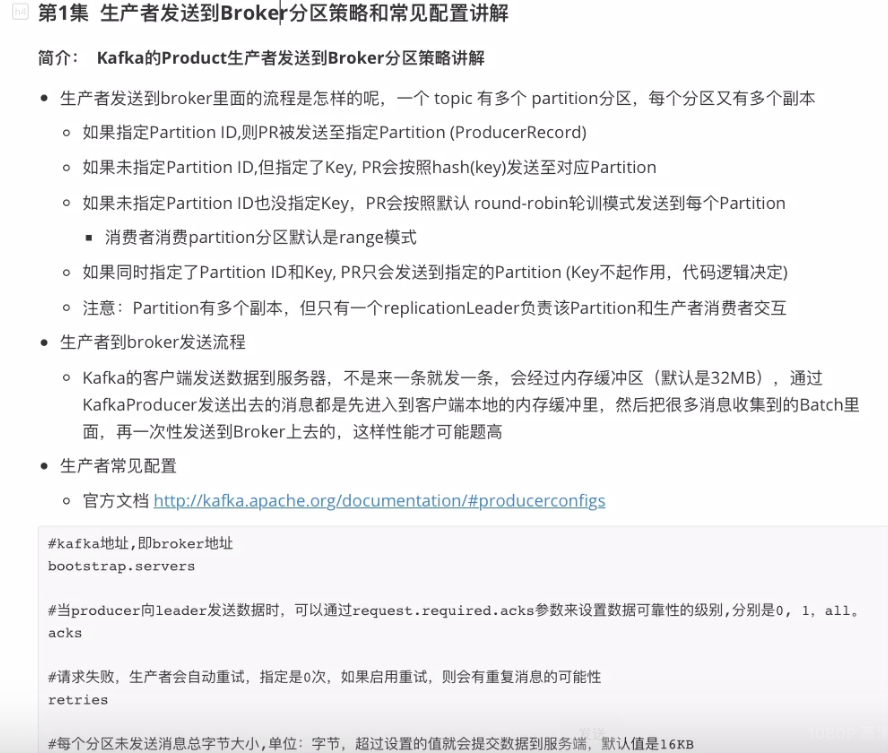 h4
第1集 生产者发送到Broker分区策略和常见配置讲解
简介： Kafka的Product生产者发送到Broker分区策略讲解
生产者发送到broker里面的流程是怎样的呢，一个 topic 有多个 partition分区，每个分区又有多个副本
如果指定Partition ID,则PR被发送至指定Partition (ProducerRecord)
如果未指定Partition ID,但指定了Key, PR会按照hash(key)发送至对应Partition
如果未指定Partition ID也没指定Key，PR会按照默认 round-robin轮训模式发送到每个Partition
消费者消费partition分区默认是range模式
如果同时指定了Partition ID和Key, PR只会发送到指定的Partition (Key不起作用，代码逻辑决定)
注意：Partition有多个副本，但只有一个replicationLeader负责该Partition和生产者消费者交互
生产者到broker发送流程
Kafka的客户端发送数据到服务器，不是来一条就发一条，会经过内存缓冲区（默认是32MB），通过
KafkaProducer发送出去的消息都是先进入到客户端本地的内存缓冲里，然后把很多消息收集到的Batch里
面，再一次性发送到Broker上去的，这样性能才可能题高
生产者常见配置
官方文档 http://kafka.apache.org/documentation/#producerconfigs
#kafka地址,即broker地址
bootstrap.servers
#当producer向leader发送数据时，可以通过request.required.acks参数来设置数据可靠性的级别,分别是0, 1，all。
acks
#请求失败，生产者会自动重试，指定是0次，如果启用重试，则会有重复消息的可能性
retries
#每个分区未发送消息总字节大小,单位：字节，超过设置的值就会提交数据到服务端，默认值是16KB
发送